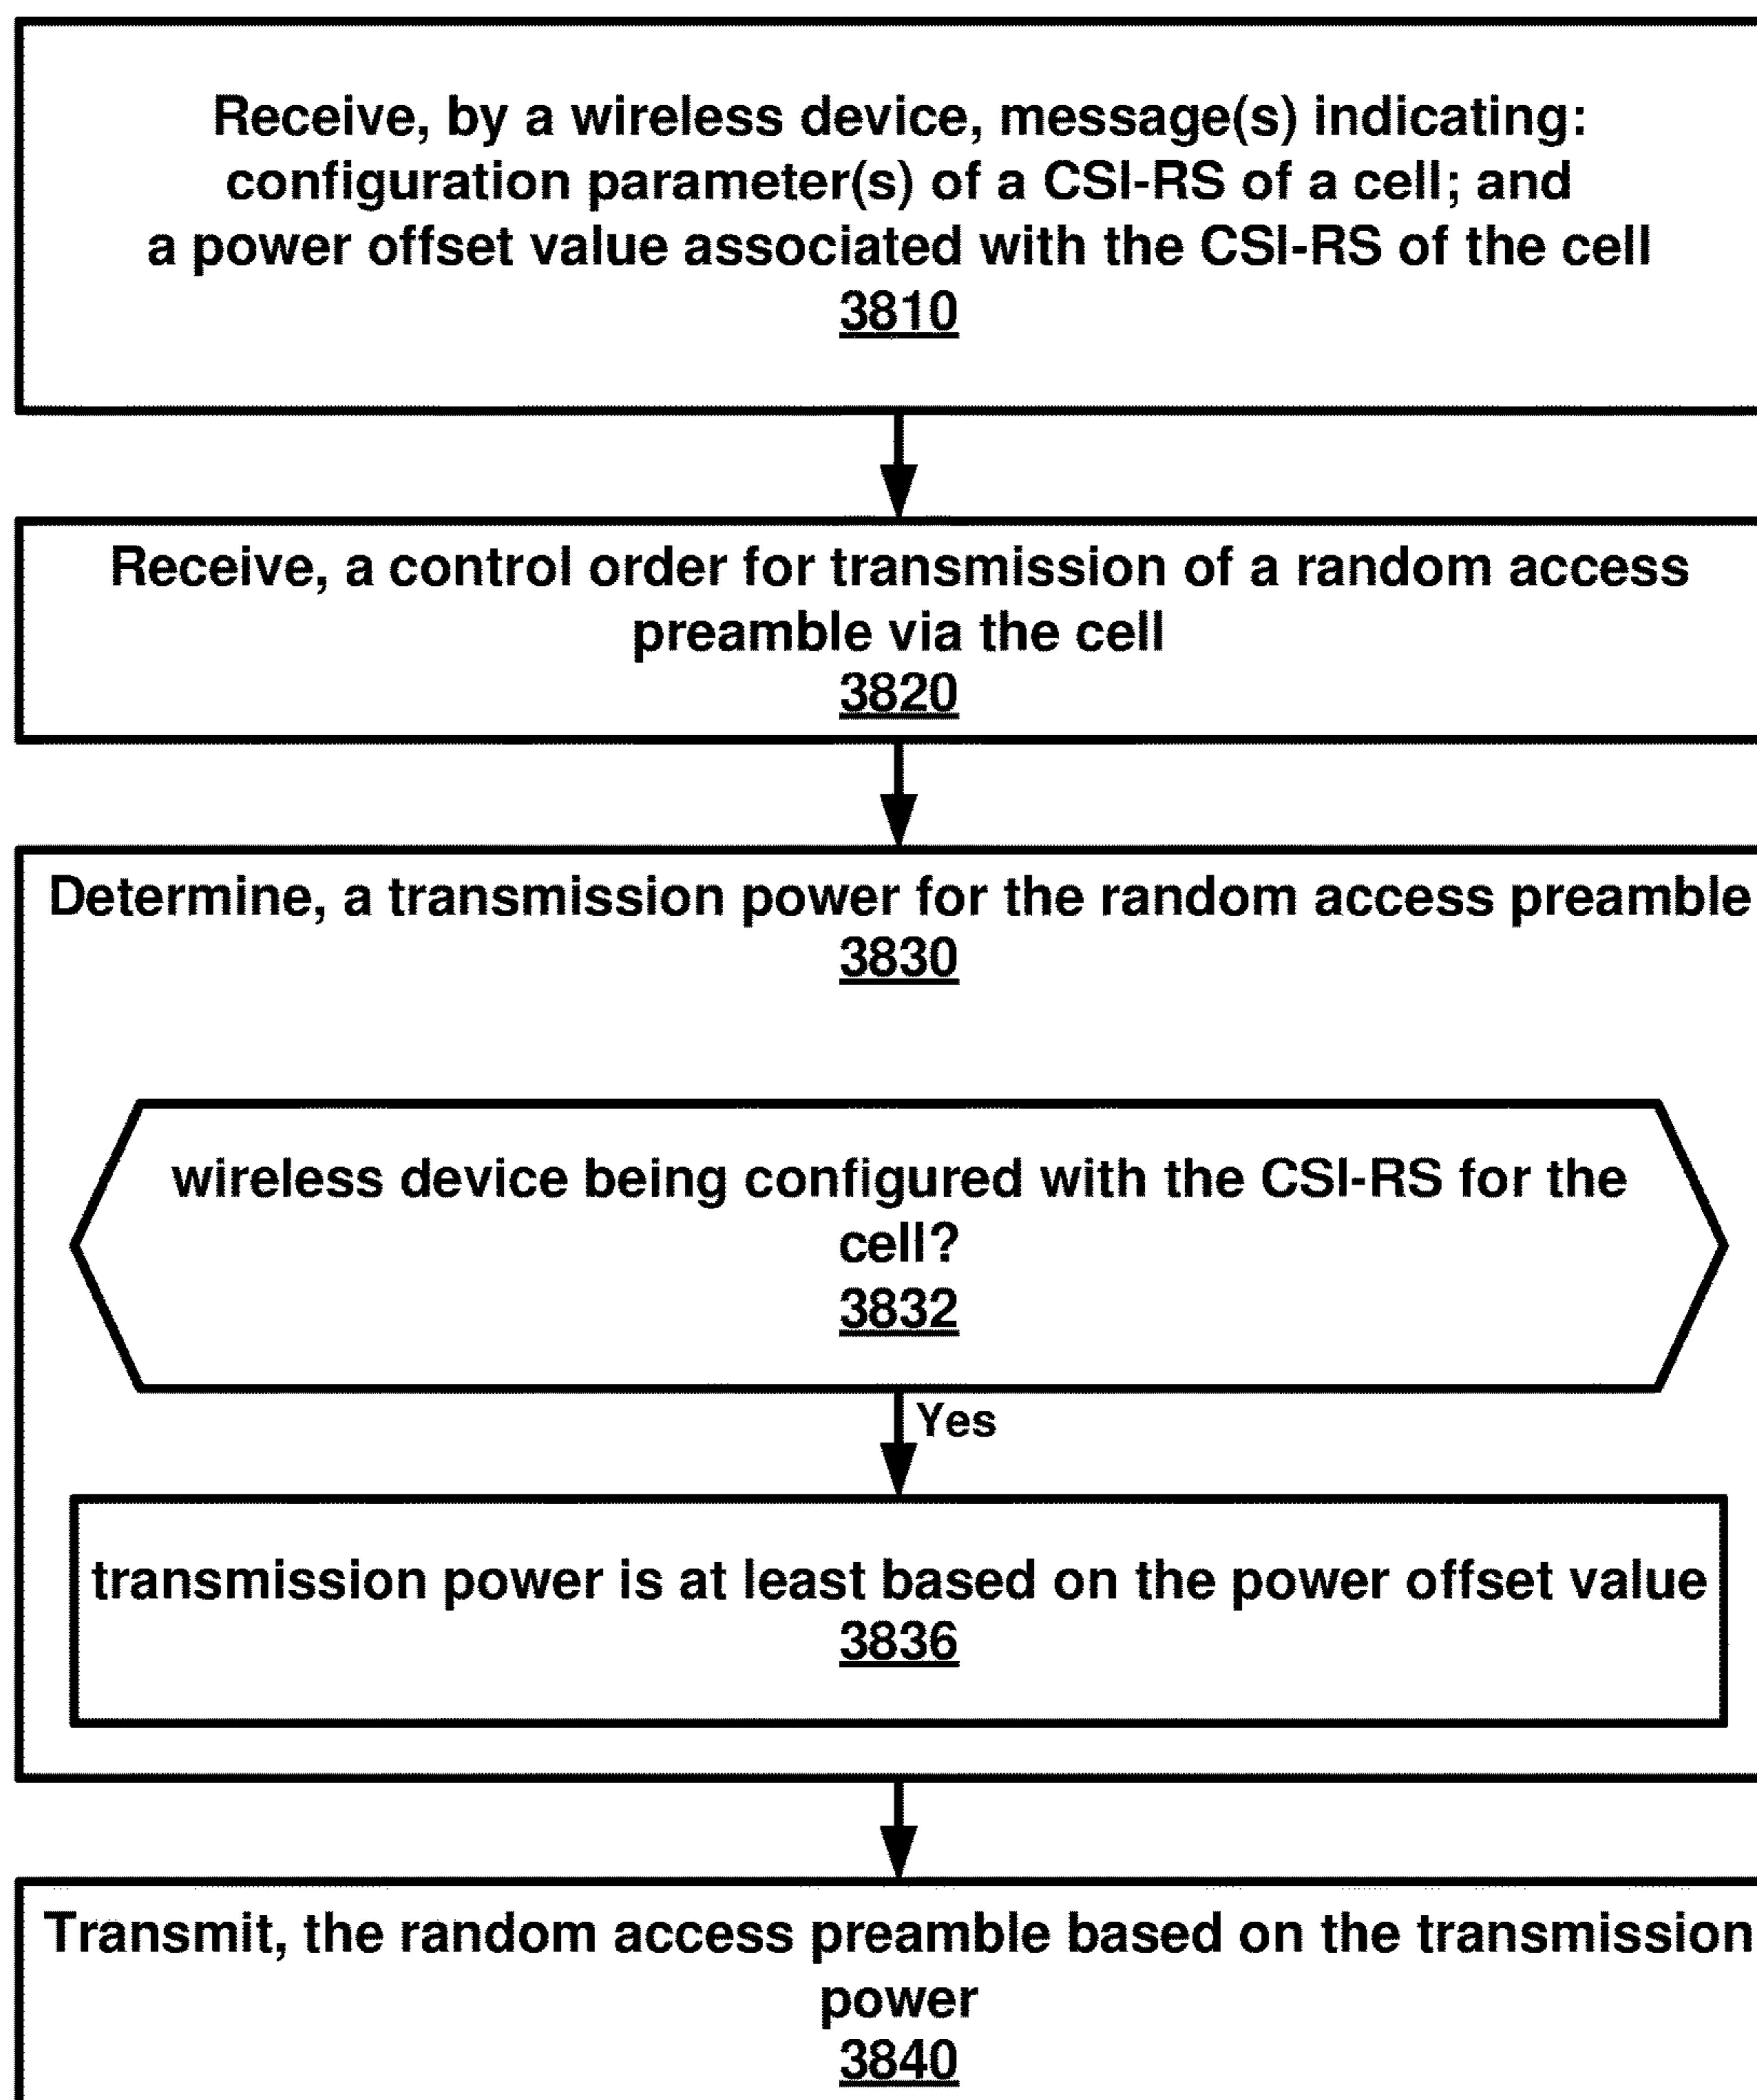 Receive, by a wireless device, message(s) indicating:
configuration parameter(s) of a CSI-RS of a cell; and
a power offset value associated with the CSI-RS of the cell
3810
Receive, a control order for transmission of a random access
preamble via the cell
3820
Determine, a transmission power for the random access preamble
3830
wireless device being configured with the CSI-RS for the
cell?
3832
Yes
transmission power is at least based on the power offset value
3836
Transmit, the random access preamble based on the transmission
power
3840